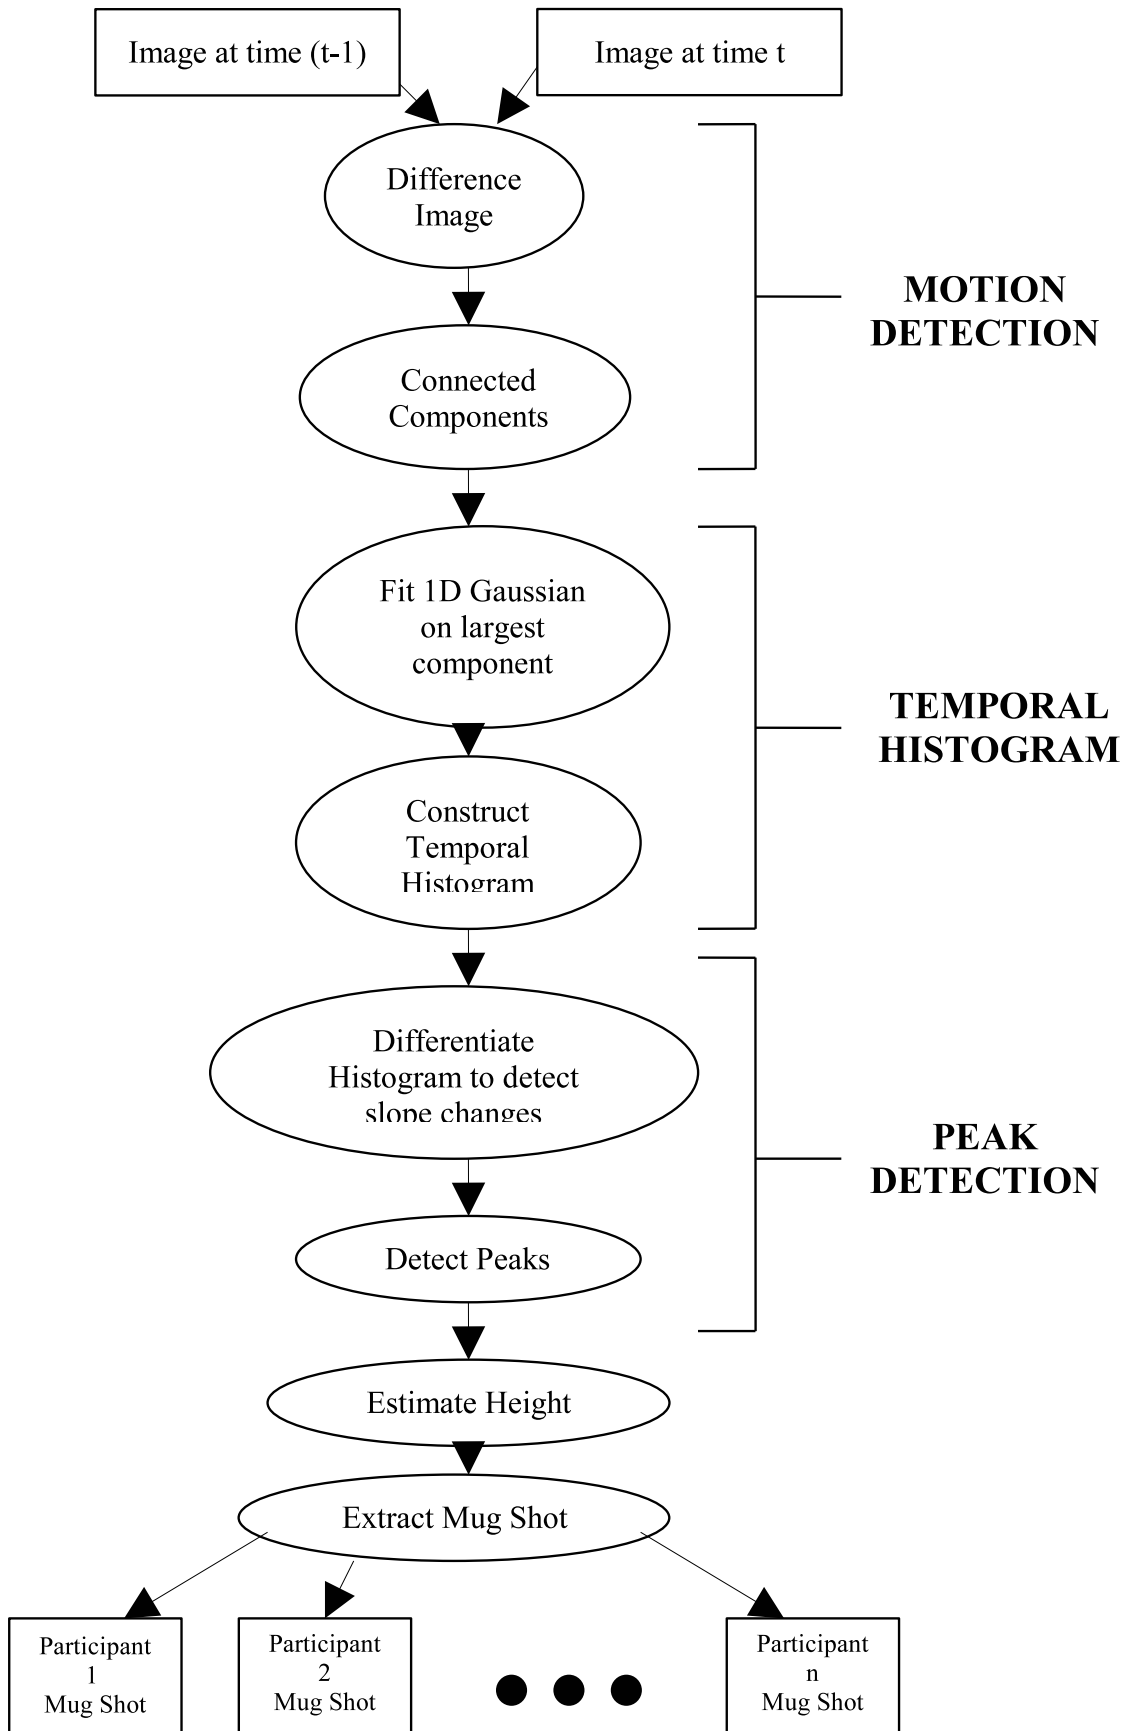 Image at time (t-1)
Image at time t
Difference
Image
MOTION
DETECTION
Connected
Components
Fit 1D Gaussian
on largest
component
TEMPORAL
HISTOGRAM
Construct
Temporal
Histogram
Differentiate
Histogram to detect
slope changes
PEAK
DETECTION
Detect Peaks
Estimate Height
Extract Mug Shot
Participant
1
Mug Shot
Participant
2
Mug Shot
Participant
n
Mug Shot